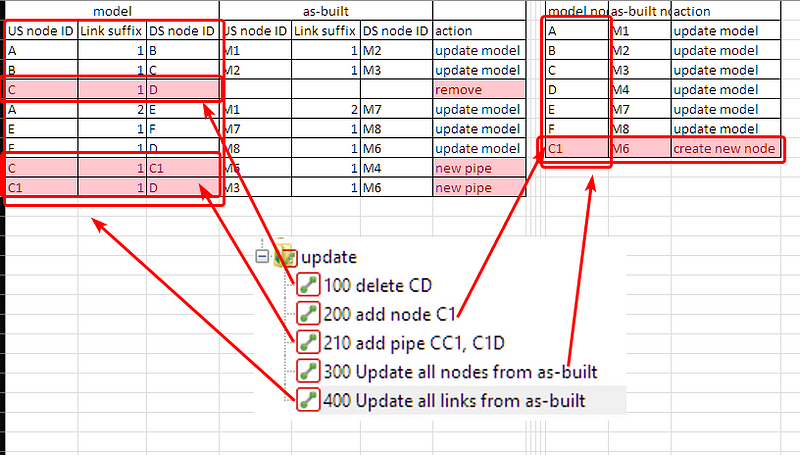 model as-built model no as-built no action
US node ID Link suffix DS node ID US node ID Link suffix DS node ID action A M1 update model
A 1 B M1 1 M2 update model B M2 update model
B 1 C M2 1 M3 update model C M3 update model
C 1 D remove D M4 update model
A 2 E M1 2 M7 update model E M7 update model
E 1 F M7 1 M8 update model F M8 update model
F 1 D M8 1 M6 update model C1 M6 create new node
C 1 C1 M6 1 M4 new pipe
C1 1 D M3 1 M6 new pipe
update
100 delete CD
200 add node C1
210 add pipe CC1, C1D
300 Update all nodes from as-built
400 Update all links from as-built